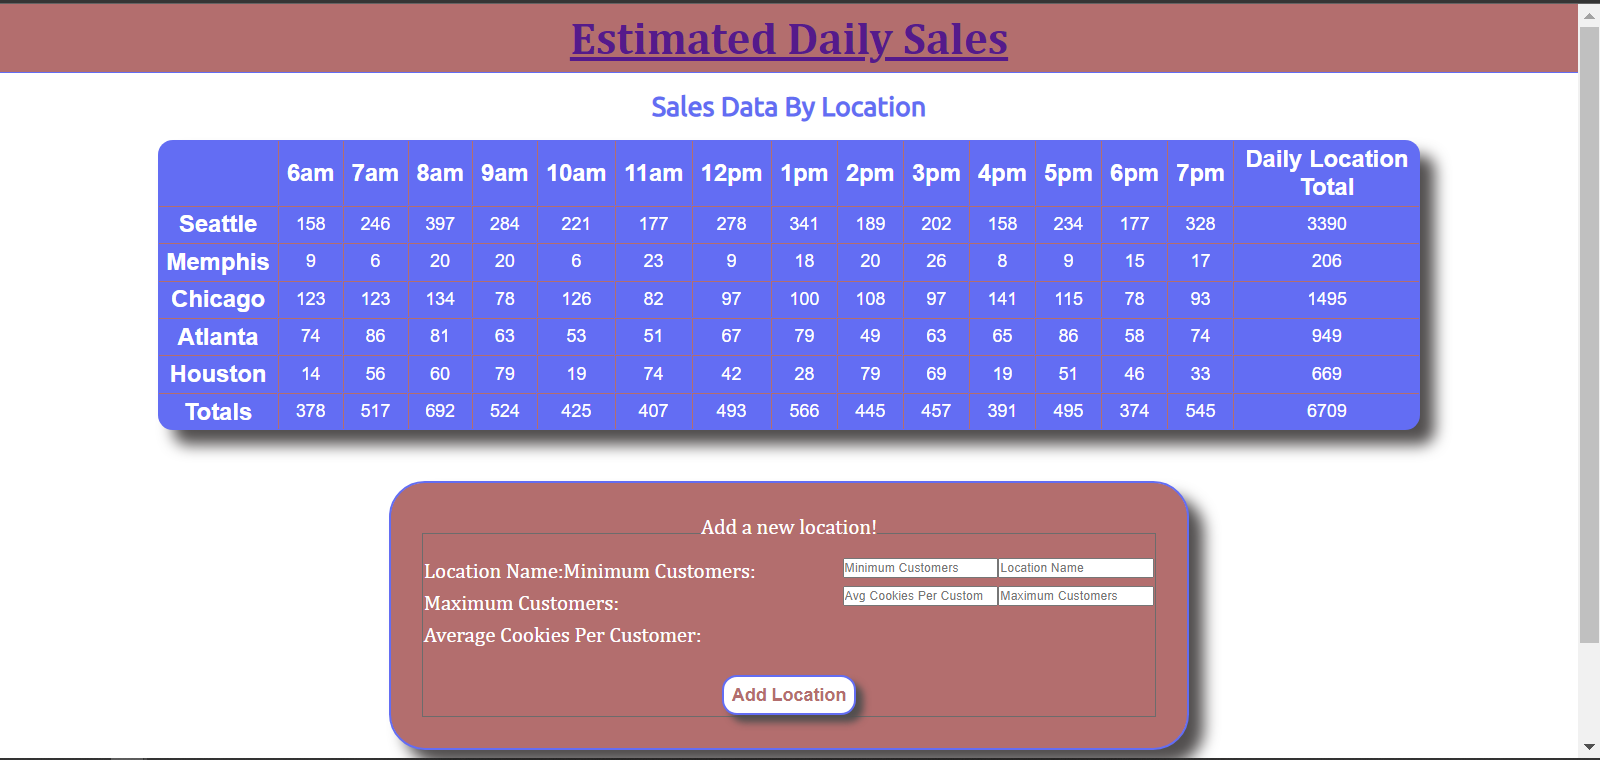 Estimated Daily Sales
Sales Data By Location
6am 7am 8am 9am 10am 11am 12pm 1pm 2pm 3pm 4pm 5pm 6pm 7pm Daily Location
Total
Seattle 158 246 397 284 221 177 278 341 189 202 158 234 177 328 3390
Memphis 9 6 20 20 6 23 9 18 20 26 8 9 15 17 206
Chicago 123 123 134 78 126 82 97 100 108 97 141 115 78 93 1495
Atlanta 74 86 81 63 53 51 67 79 49 63 65 86 58 74 949
Houston 14 56 60 79 19 74 42 28 79 69 19 51 46 33 669
Totals 378 517 692 524 425 407 493 566 445 457 391 495 374 545 6709
Add a new location!
Location Name:Minimum Customers: Minimum Customers Location Name
Maximum Customers: Avg Cookies Per Custom Maximum Customers
Average Cookies Per Customer:
Add Location